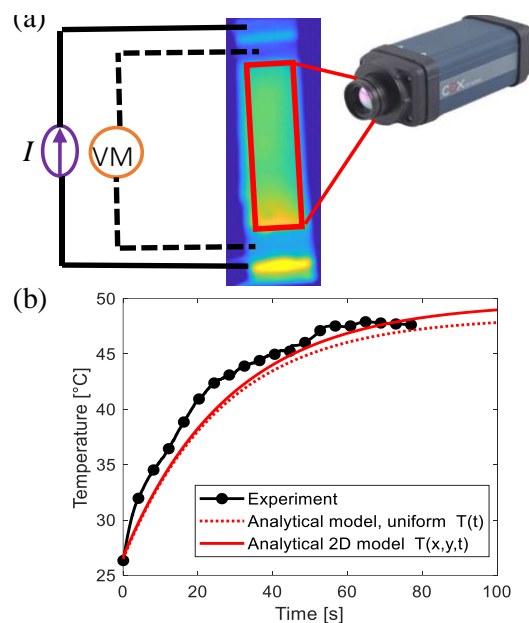 (a)
I
VM
COX
(b)
50
45
40
35
30
25
0
20
40
60
80
100
Temperature [°C]
Time [s]
Experiment
Analytical model, uniform T(t)
Analytical 2D model T(x,y,t)